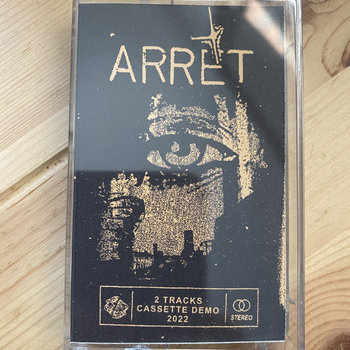 ARRET
2 TRACKS
CASSETTE DEMO
2022
STEREO